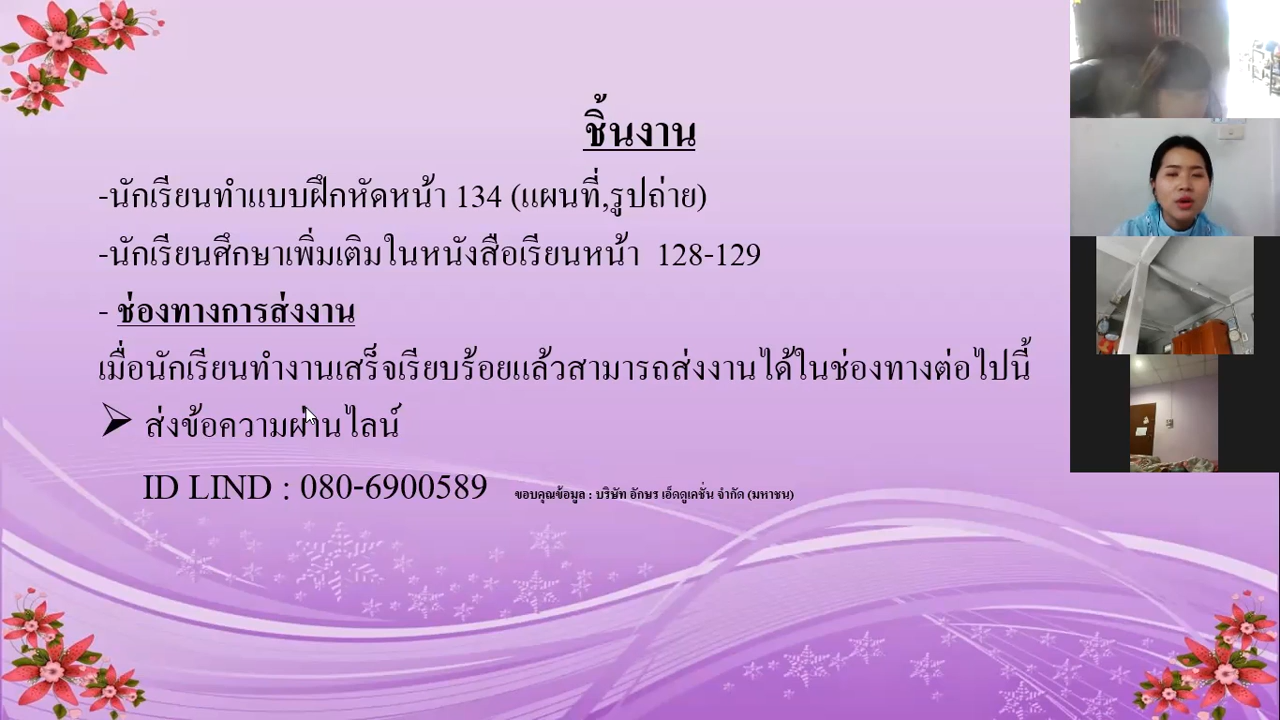 ชิ้นงาน
-นักเรียนทำแบบฝึกหัดหน้า 134 (แผนที่,รูปถ่าย)
-นักเรียนศึกษาเพิ่มเติมในหนังสือเรียนหน้า 128-129
- ช่องทางการส่งงาน
เมื่อนักเรียนทำงานเสร็จเรียบร้อยแล้วสามารถส่งงานได้ในช่องทางต่อไปนี้
➢ ส่งข้อความผ่านไลน์
ID LIND : 080-6900589 ขอบคุณข้อมูล : บริษัท อักษร เอ็ดดูเคชั่น จำกัด (มหาชน)